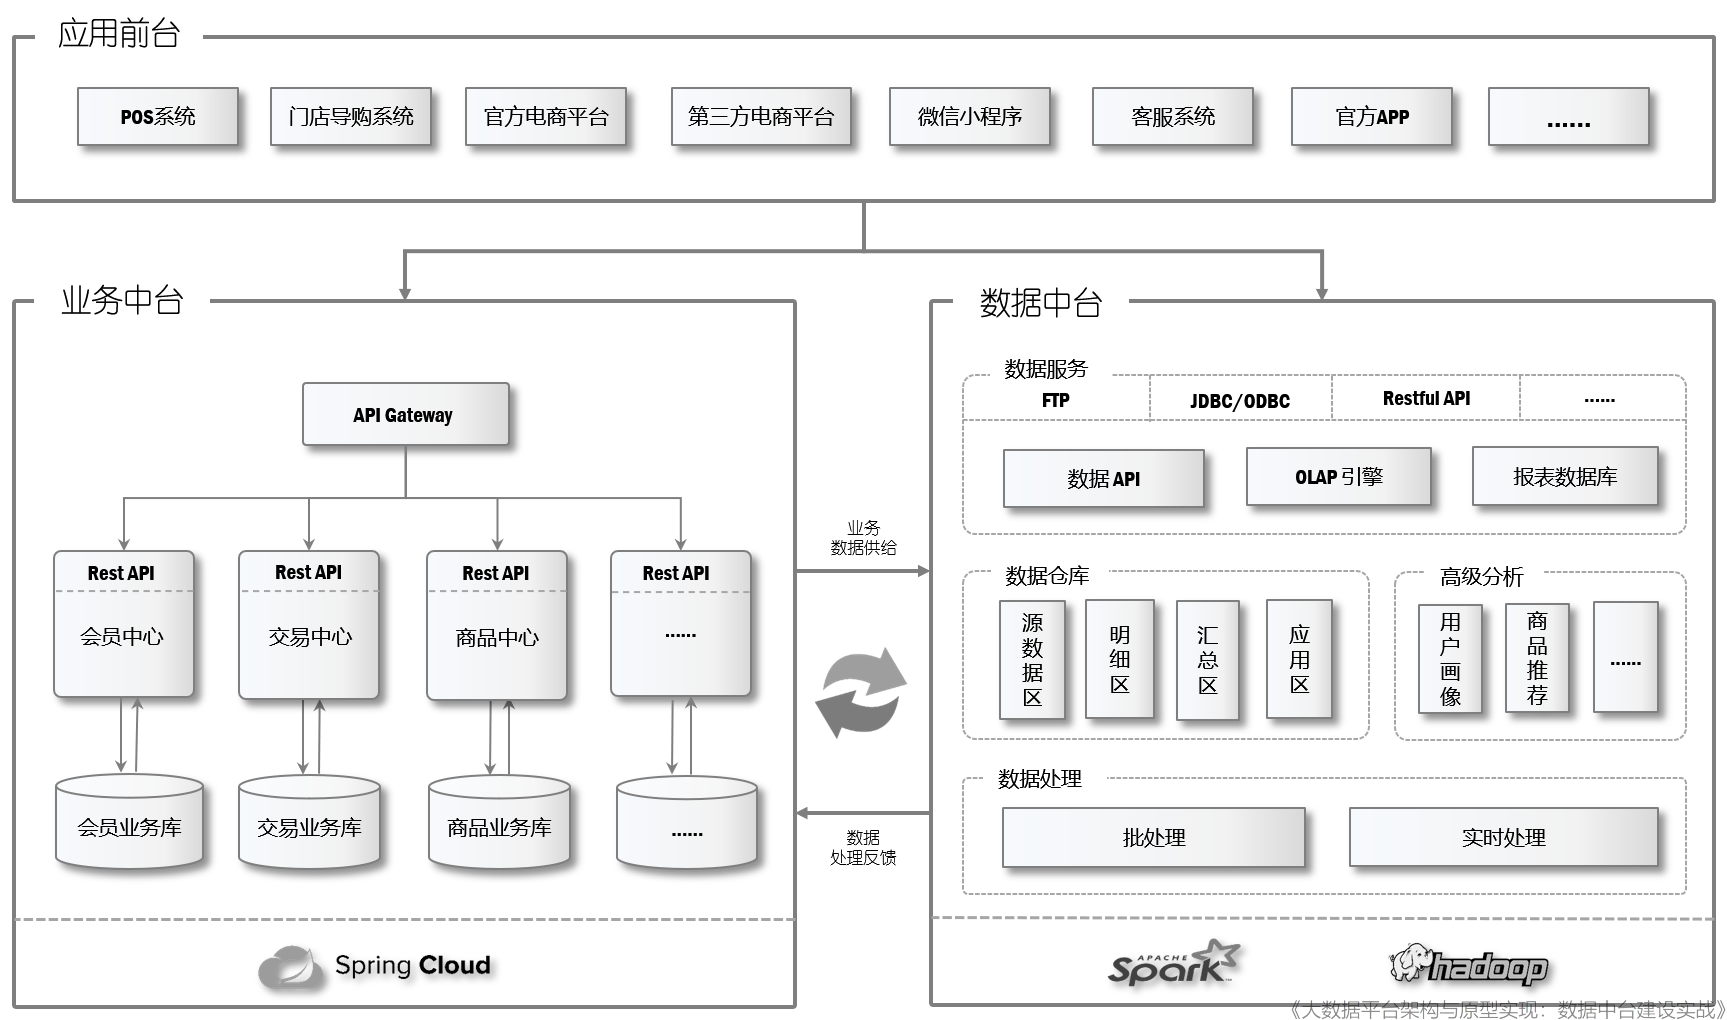 应用前台
POS系统
门店导购系统
官方电商平台
第三方电商平台
微信小程序
客服系统
官方APP
......
业务中台
API Gateway
Rest API
会员中心
Rest API
交易中心
Rest API
商品中心
Rest API
......
会员业务库
交易业务库
商品业务库
......
Spring Cloud
业务
数据供给
数据
处理反馈
数据中台
数据服务
FTP
JDBC/ODBC
Restful API
......
数据 API
OLAP 引擎
报表数据库
数据仓库
源数据区
明细区
汇总区
应用区
高级分析
用户画像
商品推荐
......
数据处理
批处理
实时处理
APACHE
Spark™
hadoop
《大数据平台架构与原型实现：数据中台建设实战》